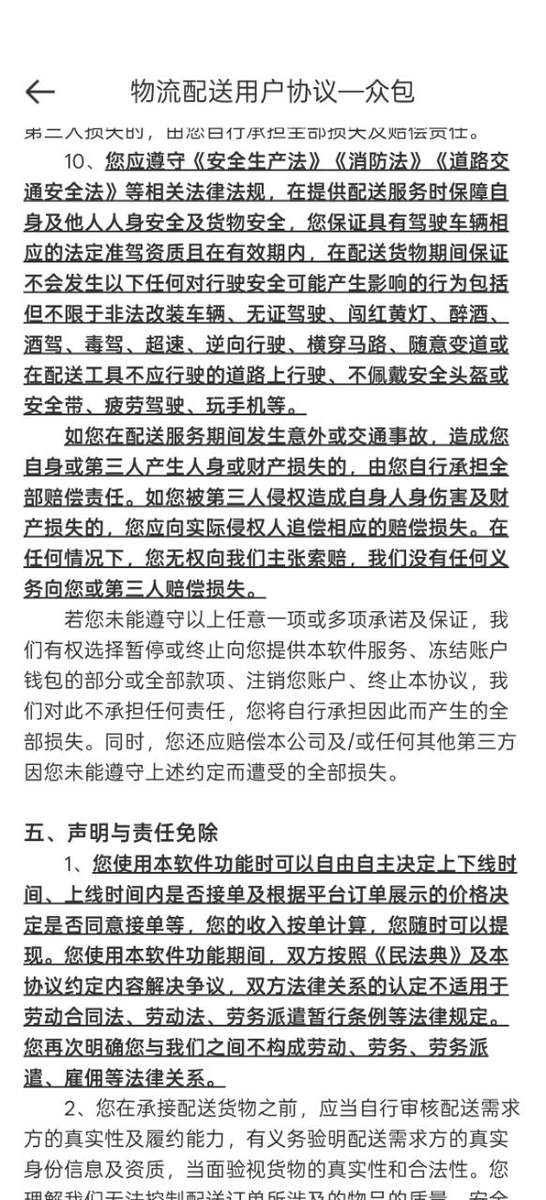 物流配送用户协议—众包
第三人损失的，由您自行承担全部损失及赔偿责任。
10、您应遵守《安全生产法》《消防法》《道路交
通安全法》等相关法律法规，在提供配送服务时保障自
身及他人人身安全及货物安全，您保证具有驾驶车辆相
应的法定准驾资质且在有效期内，在配送货物期间保证
不会发生以下任何对行驶安全可能产生影响的行为包括
但不限于非法改装车辆、无证驾驶、闯红黄灯、醉酒、
酒驾、毒驾、超速、逆向行驶、横穿马路、随意变道或
在配送工具不应行驶的道路上行驶、不佩戴安全头盔或
安全带、疲劳驾驶、玩手机等。
如您在配送服务期间发生意外或交通事故，造成您
自身或第三人产生人身或财产损失的，由您自行承担全
部赔偿责任。如您被第三人侵权造成自身人身伤害及财
产损失的，您应向实际侵权人追偿相应的赔偿损失。在
任何情况下，您无权向我们主张索赔，我们没有任何义
务向您或第三人赔偿损失。
若您未能遵守以上任意一项或多项承诺及保证，我
们有权选择暂停或终止向您提供本软件服务、冻结账户
钱包的部分或全部款项、注销您账户、终止本协议，我
们对此不承担任何责任，您将自行承担因此而产生的全
部损失。同时，您还应赔偿本公司及/或任何其他第三方
因您未能遵守上述约定而遭受的全部损失。
五、声明与责任免除
1、您使用本软件功能时可以自由自主决定上下线时
间、上线时间内是否接单及根据平台订单展示的价格决
定是否同意接单等，您的收入按单计算，您随时可以提
现。您使用本软件功能期间，双方按照《民法典》及本
协议约定内容解决争议，双方法律关系的认定不适用于
劳动合同法、劳动法、劳务派遣暂行条例等法律规定。
您再次明确您与我们之间不构成劳动、劳务、劳务派
遣、雇佣等法律关系。
2、您在承接配送货物之前，应当自行审核配送需求
方的真实性及履约能力，有义务验明配送需求方的真实
身份信息及资质，当面验视货物的真实性和合法性。您
理解我们无法控制配送订单所涉及的物品的质量、安全